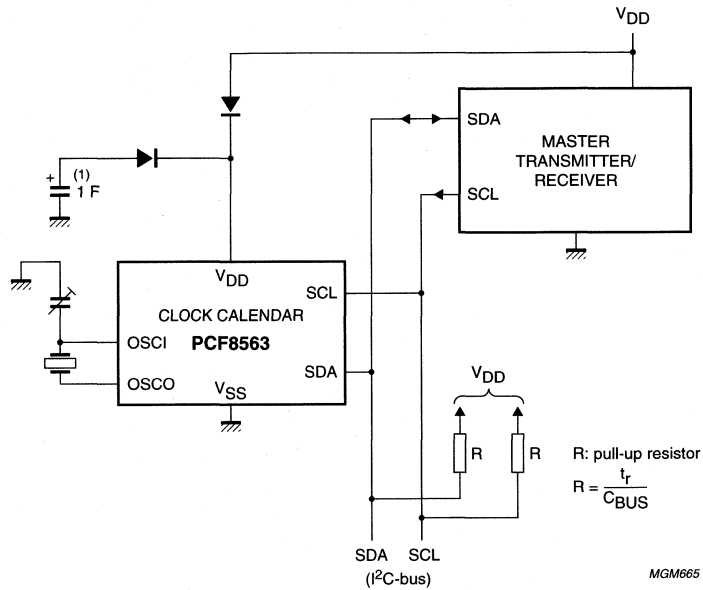 VDD
SDA
MASTER
TRANSMITTER/
RECEIVER
SCL
+
(1)
1 F
VDD
SCL
CLOCK CALENDAR
OSCI
PCF8563
SDA
OSCO
VSS
VDD
R
R
R: pull-up resistor
R = tr / CBUS
SDA
SCL
(I²C-bus)
MGM665